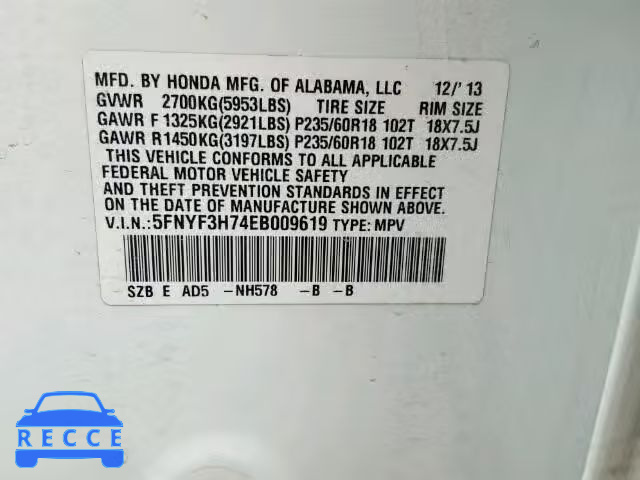 MFD. BY HONDA MFG. OF ALABAMA, LLC 12/'13
GVWR 2700KG(5953LBS) TIRE SIZE RIM SIZE
GAWR F 1325KG(2921LBS) P235/60R18 102T 18X7.5J
GAWR R1450KG(3197LBS) P235/60R18 102T 18X7.5J
THIS VEHICLE CONFORMS TO ALL APPLICABLE
FEDERAL MOTOR VEHICLE SAFETY
AND THEFT PREVENTION STANDARDS IN EFFECT
ON THE DATE OF MANUFACTURE SHOWN ABOVE.
V.I.N.:5FNYF3H74EB009619 TYPE: MPV
SZB E AD5 -NH578 -B -B
RECCE